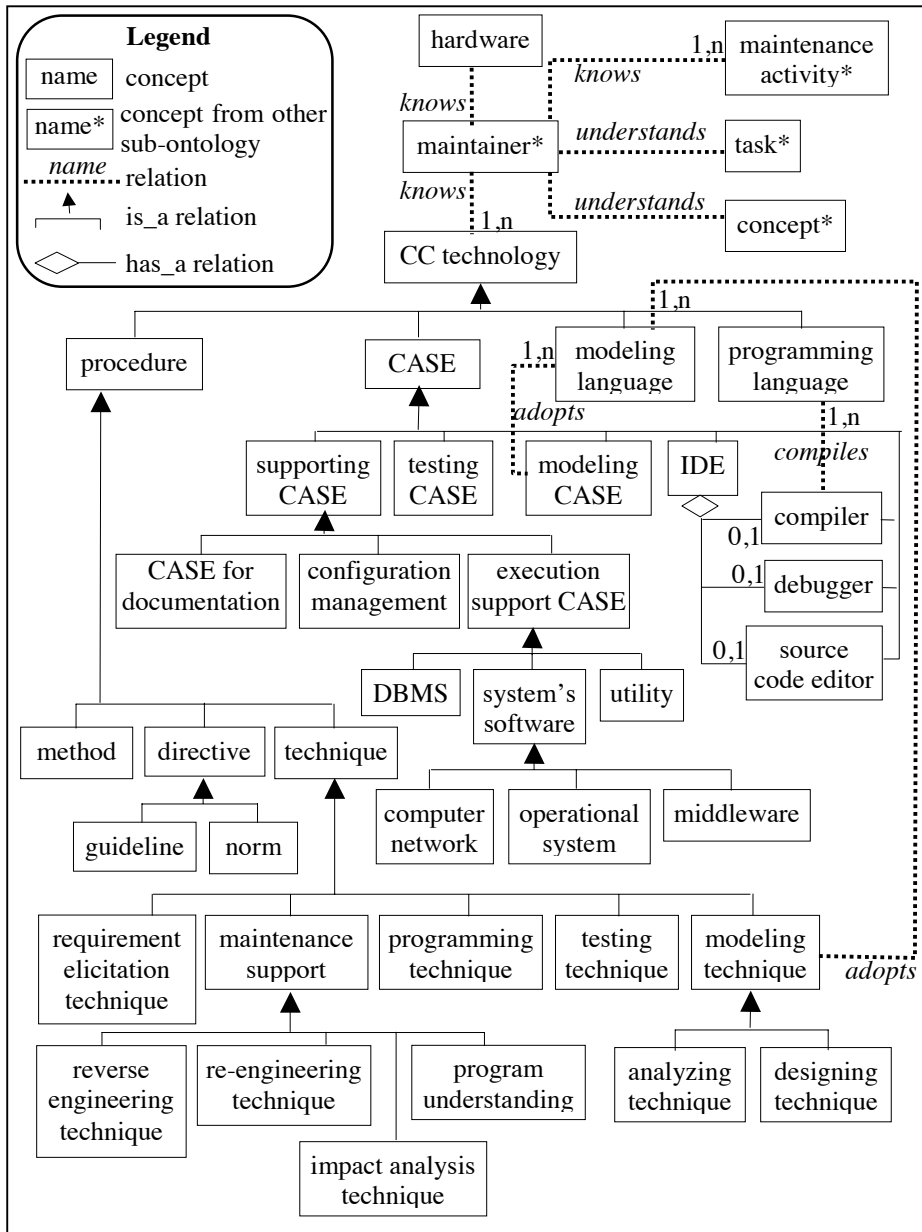 Legend
name
concept
name*
concept from other
sub-ontology
name
relation
is_a relation
has_a relation
hardware
1,n
maintenance
activity*
knows
knows
maintainer*
understands
task*
knows
understands
concept*
1,n
CC technology
1,n
procedure
CASE
1,n
modeling
language
programming
language
adopts
1,n
compiles
supporting
CASE
testing
CASE
modeling
CASE
IDE
compiler
0,1
CASE for
documentation
configuration
management
execution
support CASE
0,1
debugger
0,1
source
code editor
DBMS
system's
software
utility
method
directive
technique
computer
network
operational
system
middleware
guideline
norm
requirement
elicitation
technique
maintenance
support
programming
technique
testing
technique
modeling
technique
adopts
reverse
engineering
technique
re-engineering
technique
program
understanding
analyzing
technique
designing
technique
impact analysis
technique